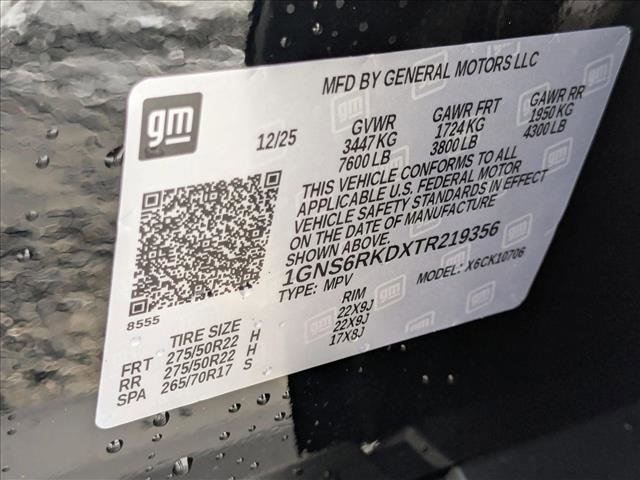 MFD BY GENERAL MOTORS LLC
gm
12/25
GVWR
3447 KG
7600 LB
GAWR FRT
1724 KG
3800 LB
GAWR RR
1950 KG
4300 LB
THIS VEHICLE CONFORMS TO ALL
APPLICABLE U.S. FEDERAL MOTOR
VEHICLE SAFETY STANDARDS IN EFFECT
ON THE DATE OF MANUFACTURE
SHOWN ABOVE.
1GNS6RKDXTR219356
TYPE: MPV
MODEL: X6CK10706
8555
TIRE SIZE
RIM
FRT 275/50R22 H 22X9J
RR 275/50R22 H 22X9J
SPA 265/70R17 S 17X8J